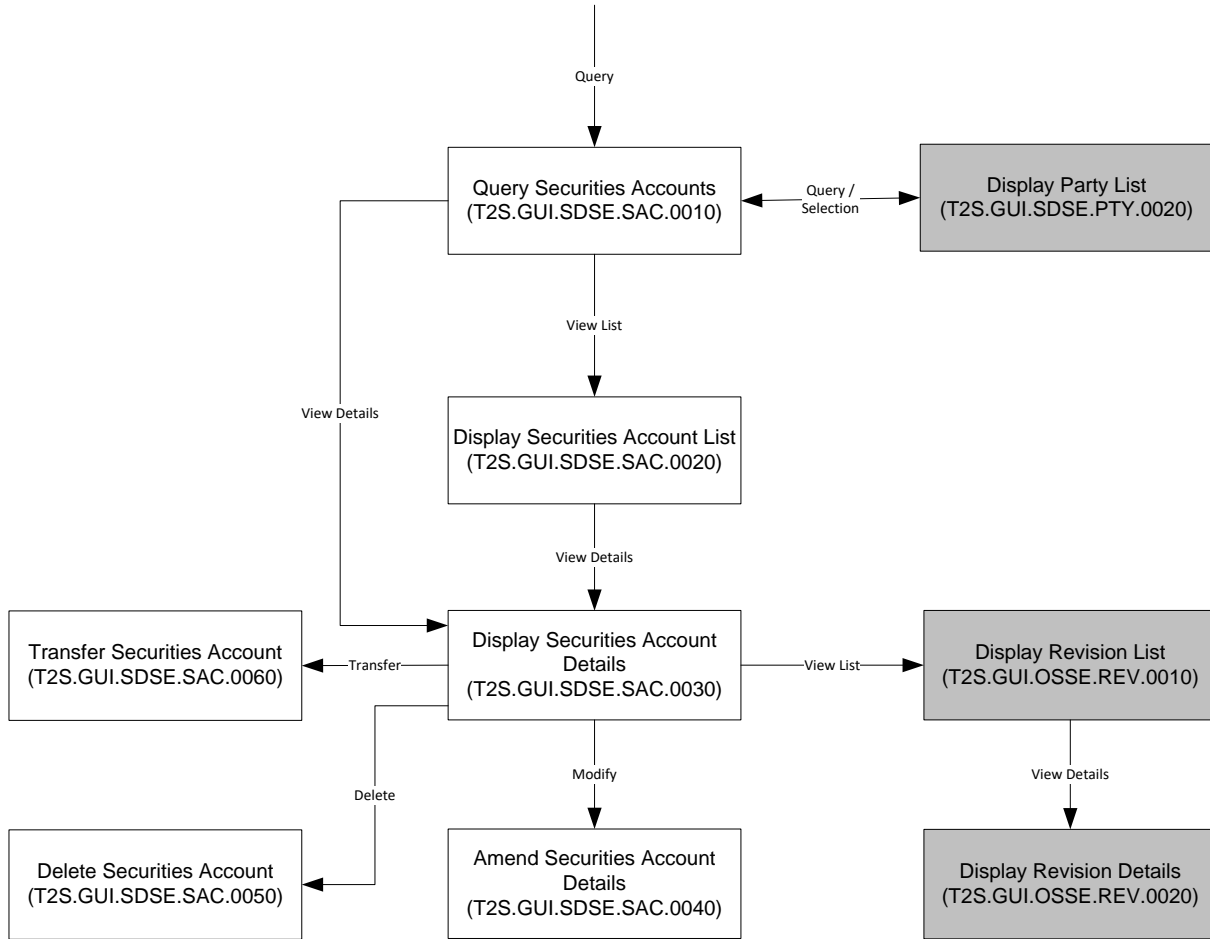 Query
Query Securities Accounts
(T2S.GUI.SDSE.SAC.0010)
Query /
Selection
Display Party List
(T2S.GUI.SDSE.PTY.0020)
View List
View Details
Display Securities Account List
(T2S.GUI.SDSE.SAC.0020)
View Details
Transfer Securities Account
(T2S.GUI.SDSE.SAC.0060)
Transfer
Display Securities Account
Details
(T2S.GUI.SDSE.SAC.0030)
View List
Display Revision List
(T2S.GUI.OSSE.REV.0010)
Delete
Modify
View Details
Delete Securities Account
(T2S.GUI.SDSE.SAC.0050)
Amend Securities Account
Details
(T2S.GUI.SDSE.SAC.0040)
Display Revision Details
(T2S.GUI.OSSE.REV.0020)